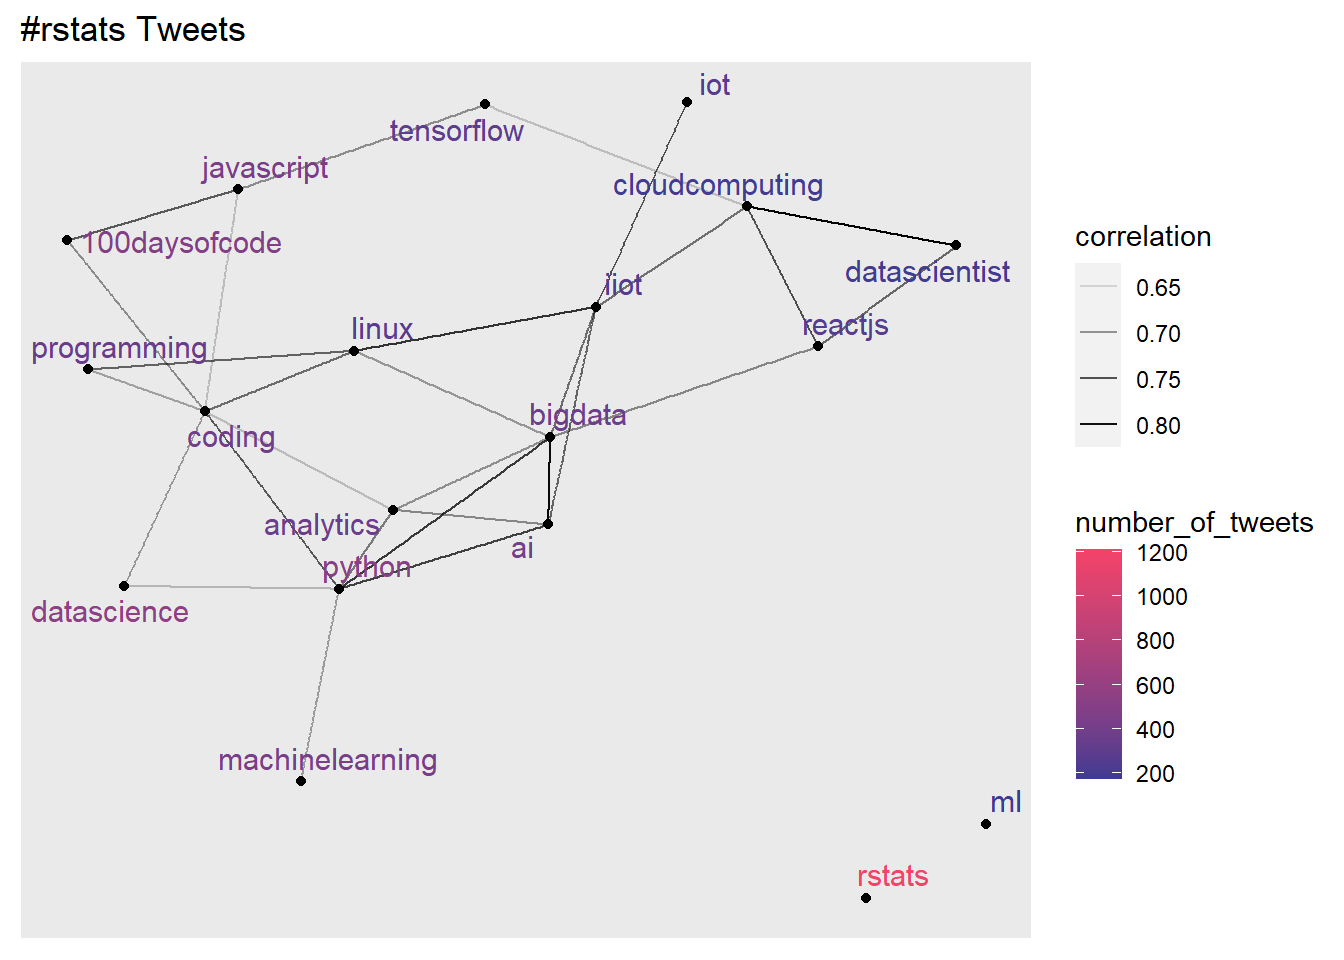 #rstats Tweets
iot
tensorflow
javascript
cloudcomputing
100daysofcode
datascientist
iiot
linux
reactjs
programming
bigdata
coding
analytics
ai
python
datascience
machinelearning
ml
rstats
correlation
0.65
0.70
0.75
0.80
number_of_tweets
1200
1000
800
600
400
200